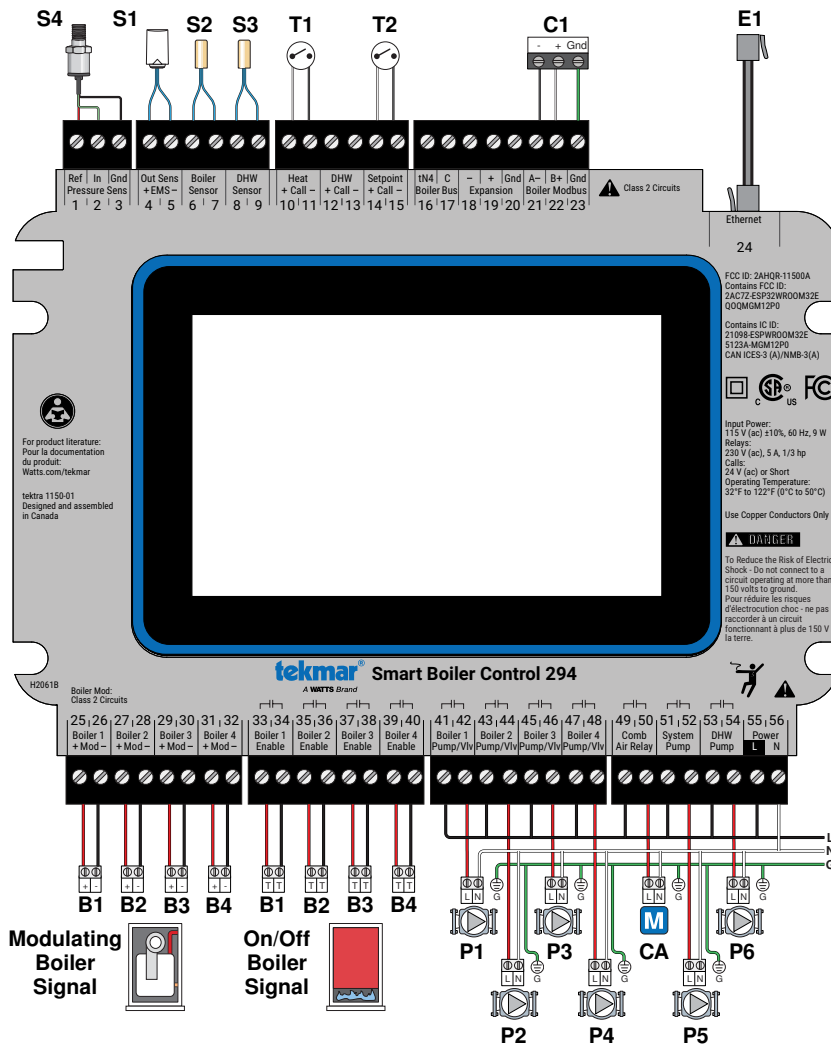 S4 S1 S2 S3 T1 T2 C1 E1
- + Gnd
Ref In Gnd
Pressure Sens
1 2 3
Out Sens
+ EMS −
4 5
Boiler
Sensor
6 7
DHW
Sensor
8 9
Heat
+ Call −
10 11
DHW
+ Call −
12 13
Setpoint
+ Call −
14 15
tN4 C
Boiler Bus
16 17
− + Gnd
Expansion
18 19 20
A− B+ Gnd
Boiler Modbus
21 22 23
Class 2 Circuits
Ethernet
24
FCC ID: 2AHQR-11500A
Contains FCC ID:
2AC7Z-ESP32WROOM32E
QOQMGM12P0
Contains IC ID:
21098-ESPWROOM32E
5123A-MGM12P0
CAN ICES-3 (A)/NMB-3(A)
C SA ® US FC
Input Power:
115 V (ac) ±10%, 60 Hz, 9 W
Relays:
230 V (ac), 5 A, 1/3 hp
Calls:
24 V (ac) or Short
Operating Temperature:
32°F to 122°F (0°C to 50°C)
Use Copper Conductors Only
DANGER
To Reduce the Risk of Electric
Shock - Do not connect to a
circuit operating at more than
150 volts to ground.
Pour réduire les risques
d'électrocution choc - ne pas
raccorder à un circuit
fonctionnant à plus de 150 V
la terre.
For product literature:
Pour la documentation
du produit:
Watts.com/tekmar
tektra 1150-01
Designed and assembled
in Canada
H2061B
tekmar® Smart Boiler Control 294
A WATTS Brand
Boiler Mod:
Class 2 Circuits
25 26
Boiler 1
+ Mod −
27 28
Boiler 2
+ Mod −
29 30
Boiler 3
+ Mod −
31 32
Boiler 4
+ Mod −
33 34
Boiler 1
Enable
35 36
Boiler 2
Enable
37 38
Boiler 3
Enable
39 40
Boiler 4
Enable
41 42
Boiler 1
Pump/Vlv
43 44
Boiler 2
Pump/Vlv
45 46
Boiler 3
Pump/Vlv
47 48
Boiler 4
Pump/Vlv
49 50
Comb
Air Relay
51 52
System
Pump
53 54
DHW
Pump
55 56
Power
L N
L
N
G
+ - + - + - + -
T T T T T T T T
B1 B2 B3 B4 B1 B2 B3 B4
Modulating
Boiler
Signal
On/Off
Boiler
Signal
L N G L N G L N G L N G
M
P1 P3 CA P6
L N G L N G L N G
P2 P4 P5